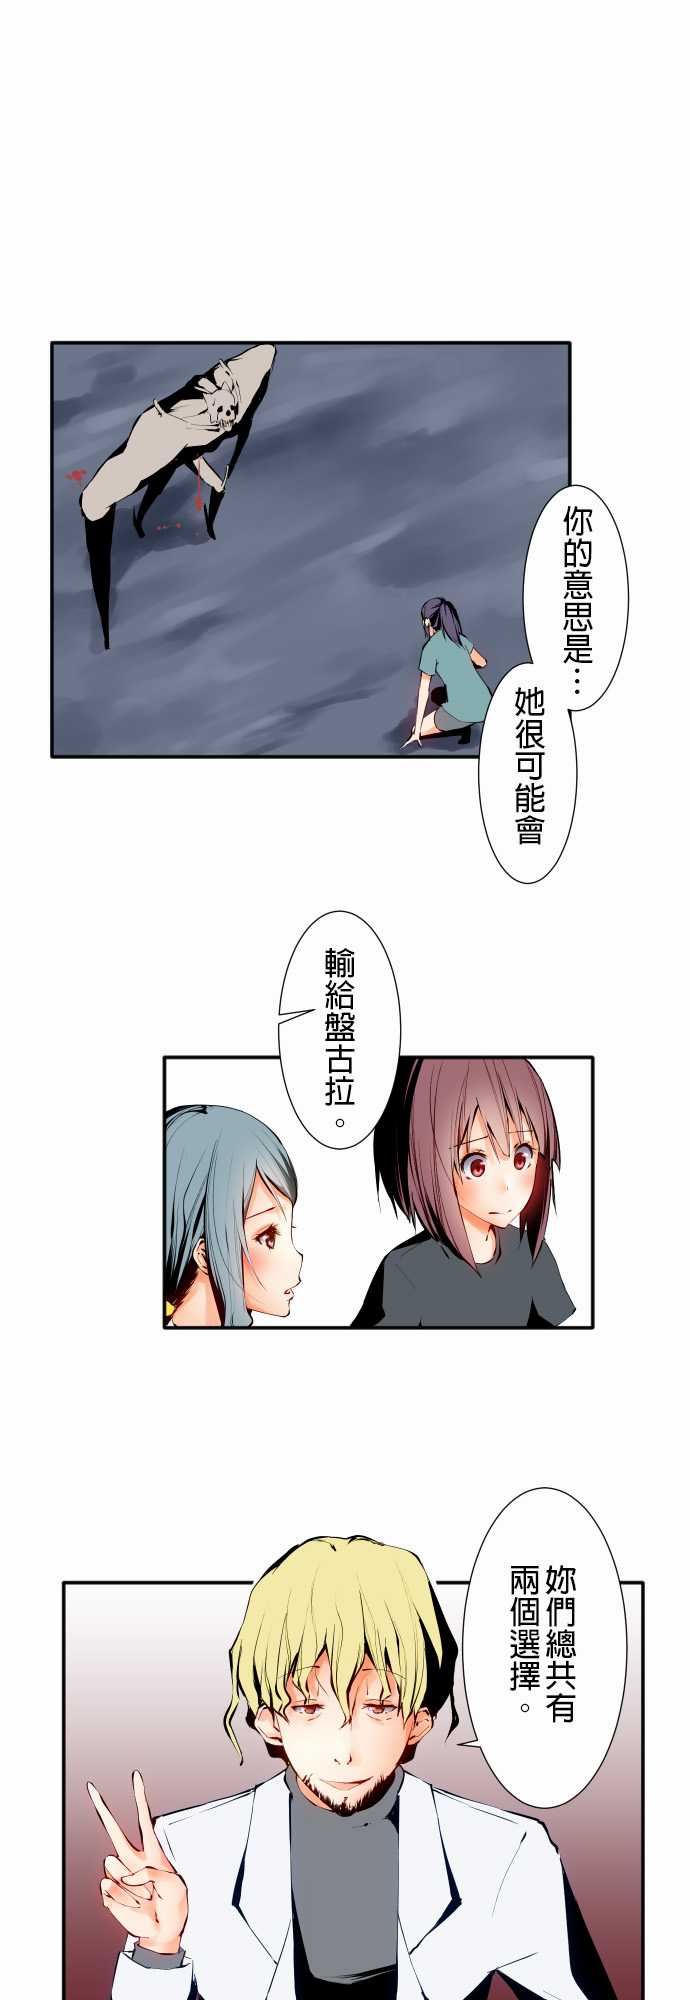 你的意思是…
她很可能會
輸給盤古拉。
妳們總共有
兩個選擇。